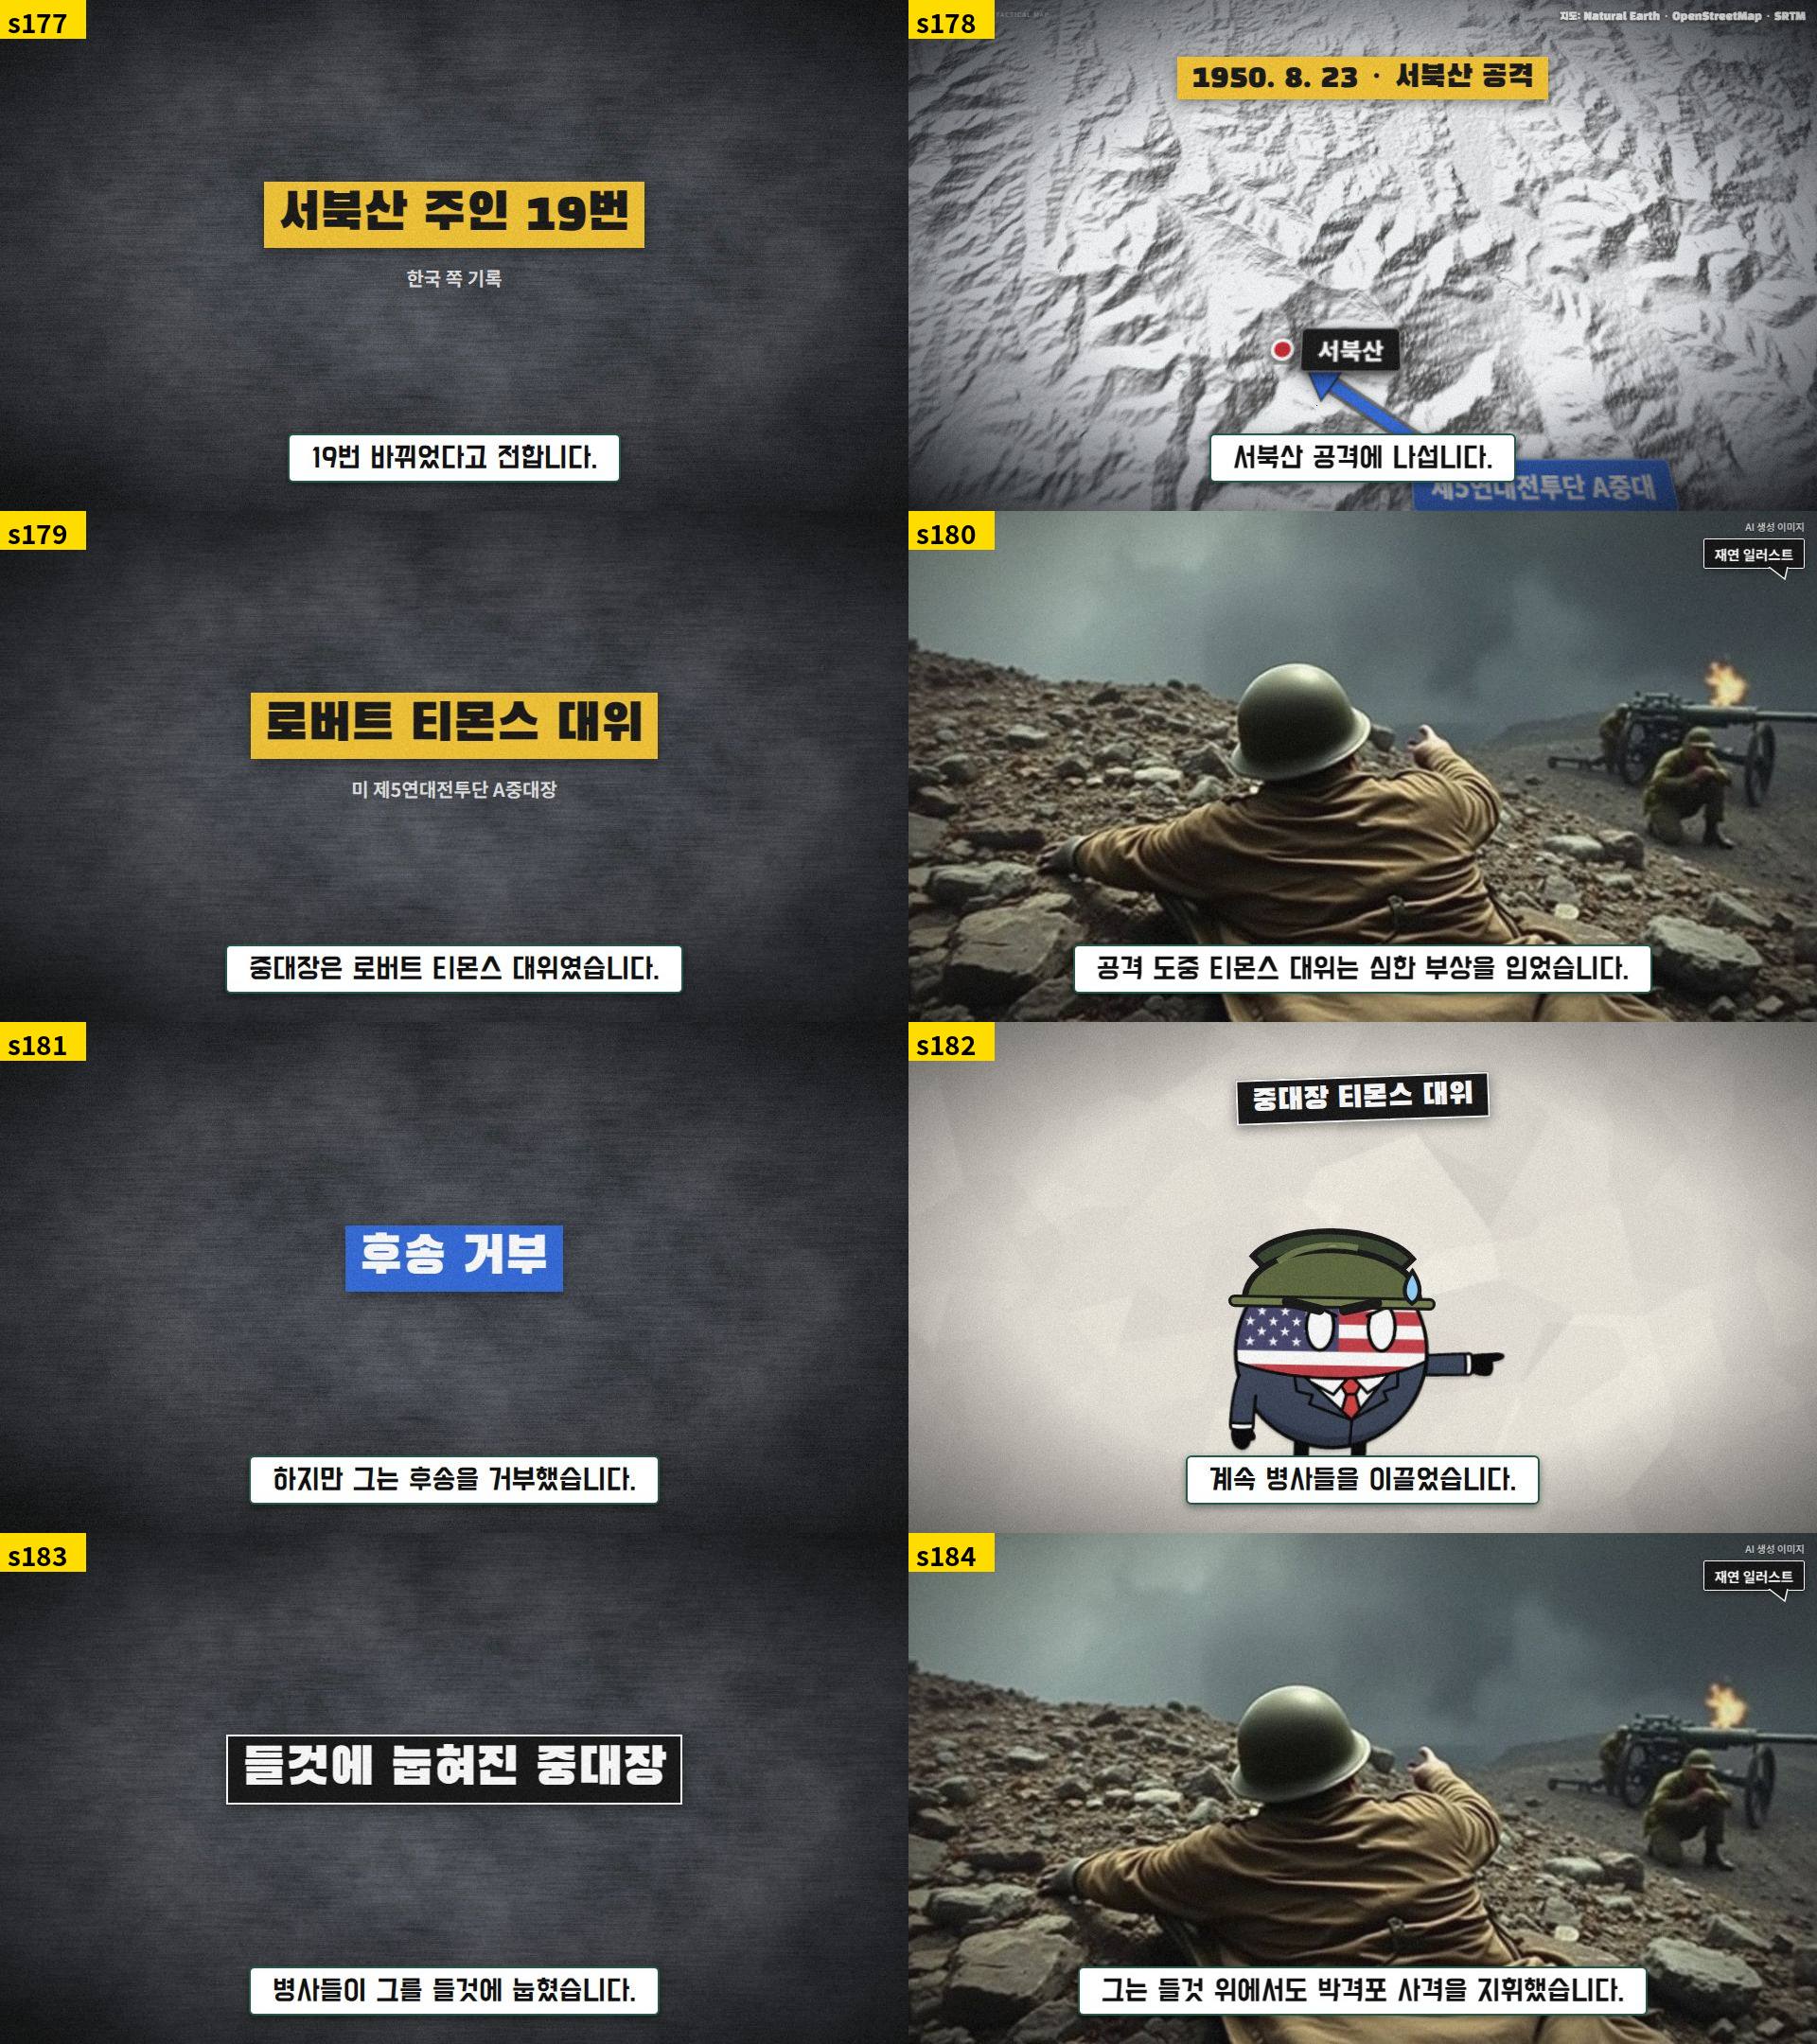 s177
서북산 주인 19번
한국 쪽 기록
19번 바뀌었다고 전합니다.
s178
지도: Natural Earth · OpenStreetMap · SRTM
1950. 8. 23 · 서북산 공격
서북산
서북산 공격에 나섭니다.
제5연대전투단 A중대
s179
로버트 티몬스 대위
미 제5연대전투단 A중대장
중대장은 로버트 티몬스 대위였습니다.
s180
AI 생성 이미지
재연 일러스트
공격 도중 티몬스 대위는 심한 부상을 입었습니다.
s181
후송 거부
하지만 그는 후송을 거부했습니다.
s182
중대장 티몬스 대위
계속 병사들을 이끌었습니다.
s183
들것에 눕혀진 중대장
병사들이 그를 들것에 눕혔습니다.
s184
AI 생성 이미지
재연 일러스트
그는 들것 위에서도 박격포 사격을 지휘했습니다.